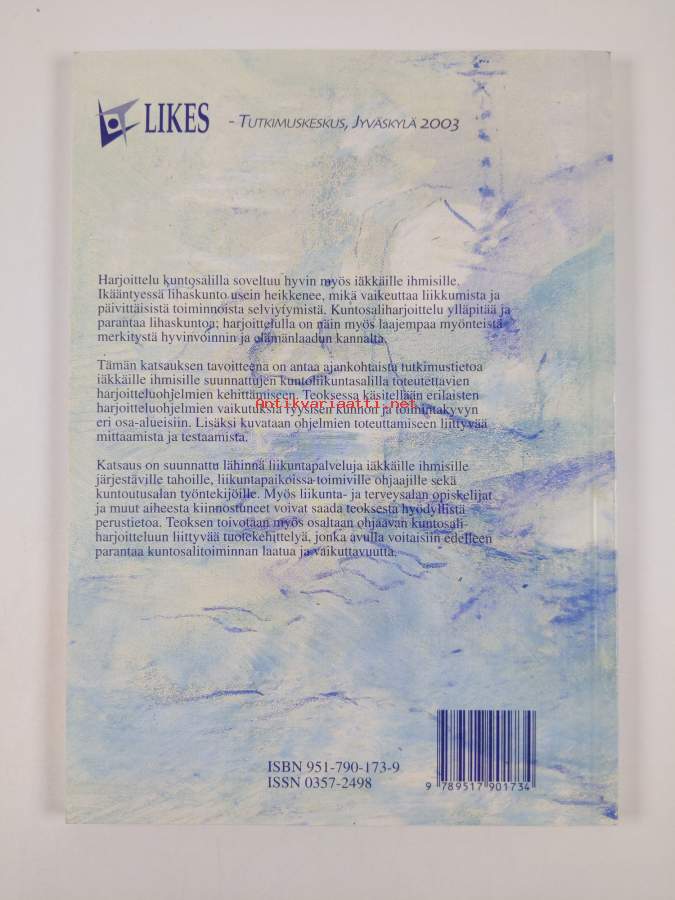 LIKES - TUTKIMUSKESKUS, JYVÄSKYLÄ 2003
Harjoittelu kuntosalilla soveltuu hyvin myös iäkkäille ihmisille.
Ikääntyessä lihaskunto usein heikkenee, mikä vaikeuttaa liikkumista ja
päivittäisistä toiminnoista selviytymistä. Kuntosaliharjoittelu ylläpitää ja
parantaa lihaskuntoa; harjoittelulla on näin myös laajempaa myönteistä
merkitystä hyvinvoinnin ja elämänlaadun kannalta.
Tämän katsauksen tavoitteena on antaa ajankohtaista tutkimustietoa
iäkkäille ihmisille suunnattujen kuntoliikuntasalilla toteutettavien
harjoitteluohjelmien kehittämiseen. Teoksessa käsitellään erilaisten
Antikvariaatti.net
harjoitteluohjelmien vaikutuksia fyysisen kunnon ja toimintakyvyn
eri osa-alueisiin. Lisäksi kuvataan ohjelmien toteuttamiseen liittyvää
mittaamista ja testaamista.
Katsaus on suunnattu lähinnä liikuntapalveluja iäkkäille ihmisille
järjestäville tahoille, liikuntapaikoissa toimiville ohjaajille sekä
kuntoutusalan työntekijöille. Myös liikunta- ja terveysalan opiskelijat
ja muut aiheesta kiinnostuneet voivat saada teoksesta hyödyllistä
perustietoa. Teoksen toivotaan myös osaltaan ohjaavan kuntosali-
harjoitteluun liittyvää tuotekehittelyä, jonka avulla voitaisiin edelleen
parantaa kuntosalitoiminnan laatua ja vaikuttavuutta.
ISBN 951-790-173-9
ISSN 0357-2498
9 789517 901734